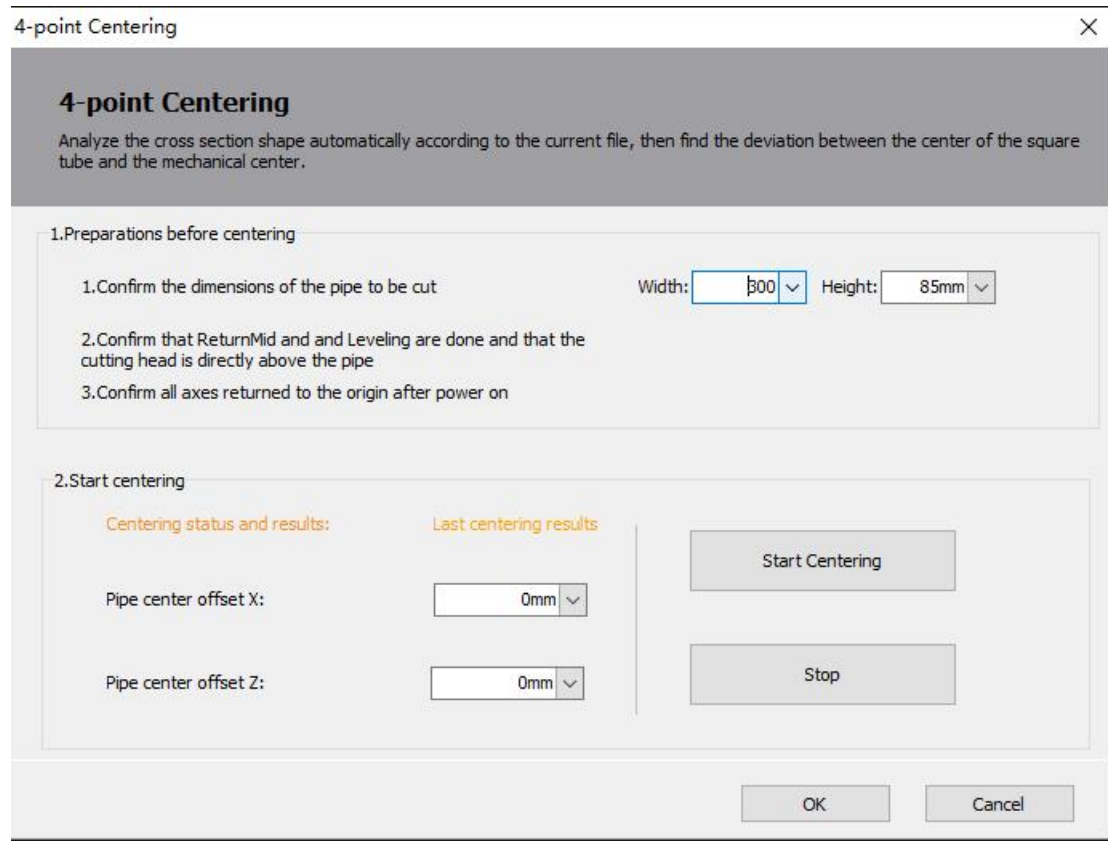 4-point Centering
4-point Centering
Analyze the cross section shape automatically according to the current file, then find the deviation between the center of the square
tube and the mechanical center.
1.Preparations before centering
1.Confirm the dimensions of the pipe to be cut
Width: 300 Height: 85mm
2.Confirm that ReturnMid and and Leveling are done and that the
cutting head is directly above the pipe
3.Confirm all axes returned to the origin after power on
2.Start centering
Centering status and results: Last centering results
Start Centering
Pipe center offset X: 0mm
Pipe center offset Z: 0mm
Stop
OK Cancel